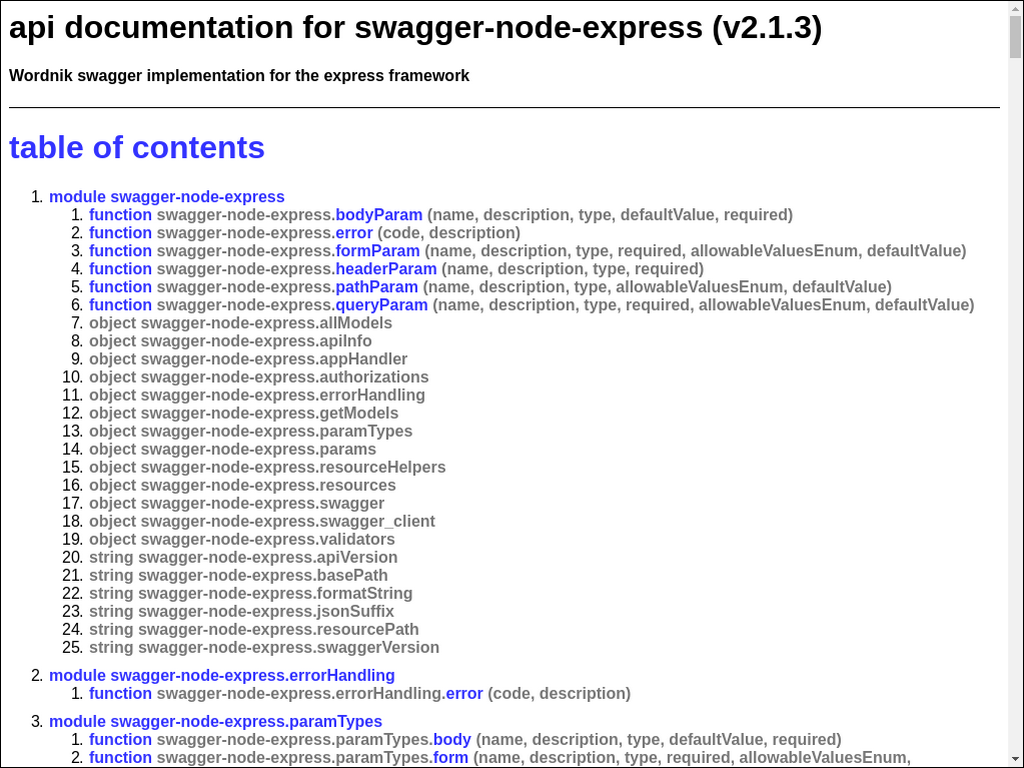 api documentation for swagger-node-express (v2.1.3)
Wordnik swagger implementation for the express framework
table of contents
1. module swagger-node-express
1. function swagger-node-express.bodyParam (name, description, type, defaultValue, required)
2. function swagger-node-express.error (code, description)
3. function swagger-node-express.formParam (name, description, type, required, allowableValuesEnum, defaultValue)
4. function swagger-node-express.headerParam (name, description, type, required)
5. function swagger-node-express.pathParam (name, description, type, allowableValuesEnum, defaultValue)
6. function swagger-node-express.queryParam (name, description, type, required, allowableValuesEnum, defaultValue)
7. object swagger-node-express.allModels
8. object swagger-node-express.apiInfo
9. object swagger-node-express.appHandler
10. object swagger-node-express.authorizations
11. object swagger-node-express.errorHandling
12. object swagger-node-express.getModels
13. object swagger-node-express.paramTypes
14. object swagger-node-express.params
15. object swagger-node-express.resourceHelpers
16. object swagger-node-express.resources
17. object swagger-node-express.swagger
18. object swagger-node-express.swagger_client
19. object swagger-node-express.validators
20. string swagger-node-express.apiVersion
21. string swagger-node-express.basePath
22. string swagger-node-express.formatString
23. string swagger-node-express.jsonSuffix
24. string swagger-node-express.resourcePath
25. string swagger-node-express.swaggerVersion
2. module swagger-node-express.errorHandling
1. function swagger-node-express.errorHandling.error (code, description)
3. module swagger-node-express.paramTypes
1. function swagger-node-express.paramTypes.body (name, description, type, defaultValue, required)
2. function swagger-node-express.paramTypes.form (name, description, type, required, allowableValuesEnum,